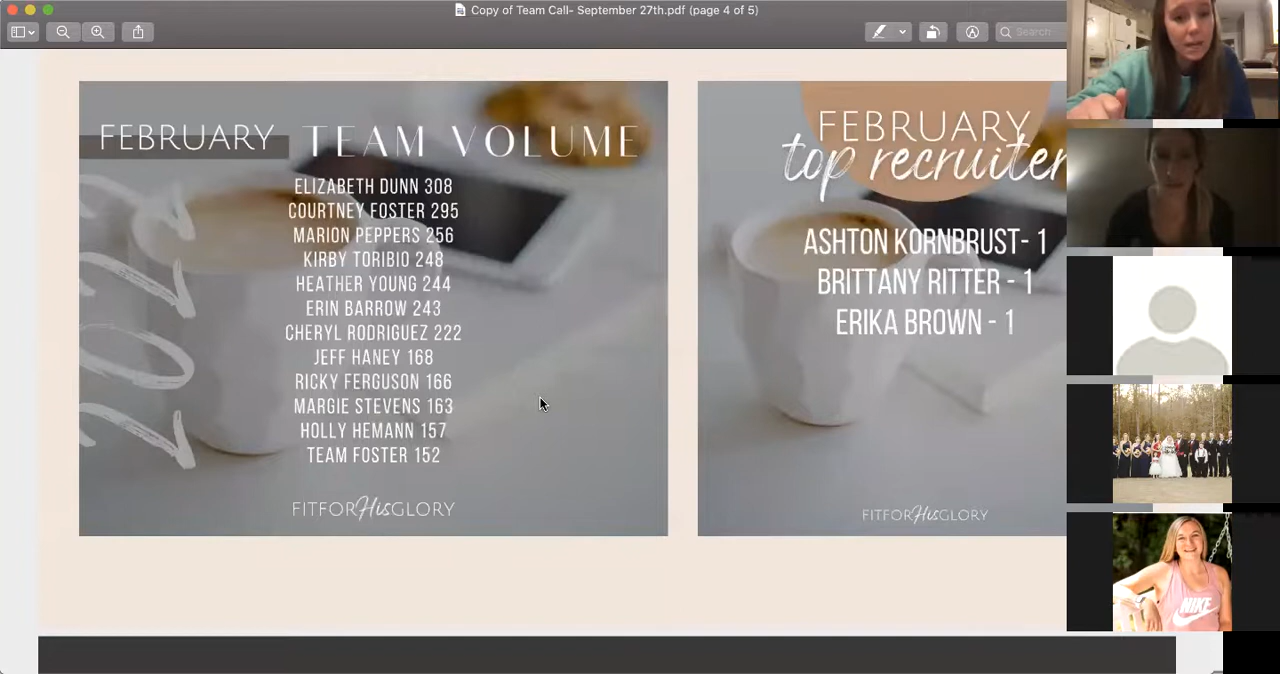 Copy of Team Call- September 27th.pdf (page 4 of 5)
Search
FEBRUARY TEAM VOLUME
2022
ELIZABETH DUNN 308
COURTNEY FOSTER 295
MARION PEPPERS 256
KIRBY TORIBIO 248
HEATHER YOUNG 244
ERIN BARROW 243
CHERYL RODRIGUEZ 222
JEFF HANEY 168
RICKY FERGUSON 166
MARGIE STEVENS 163
HOLLY HEMANN 157
TEAM FOSTER 152
FITFORHisGLORY
FEBRUARY
top recruiter
ASHTON KORNBRUST- 1
BRITTANY RITTER - 1
ERIKA BROWN - 1
FITFORHisGLORY
NIKE